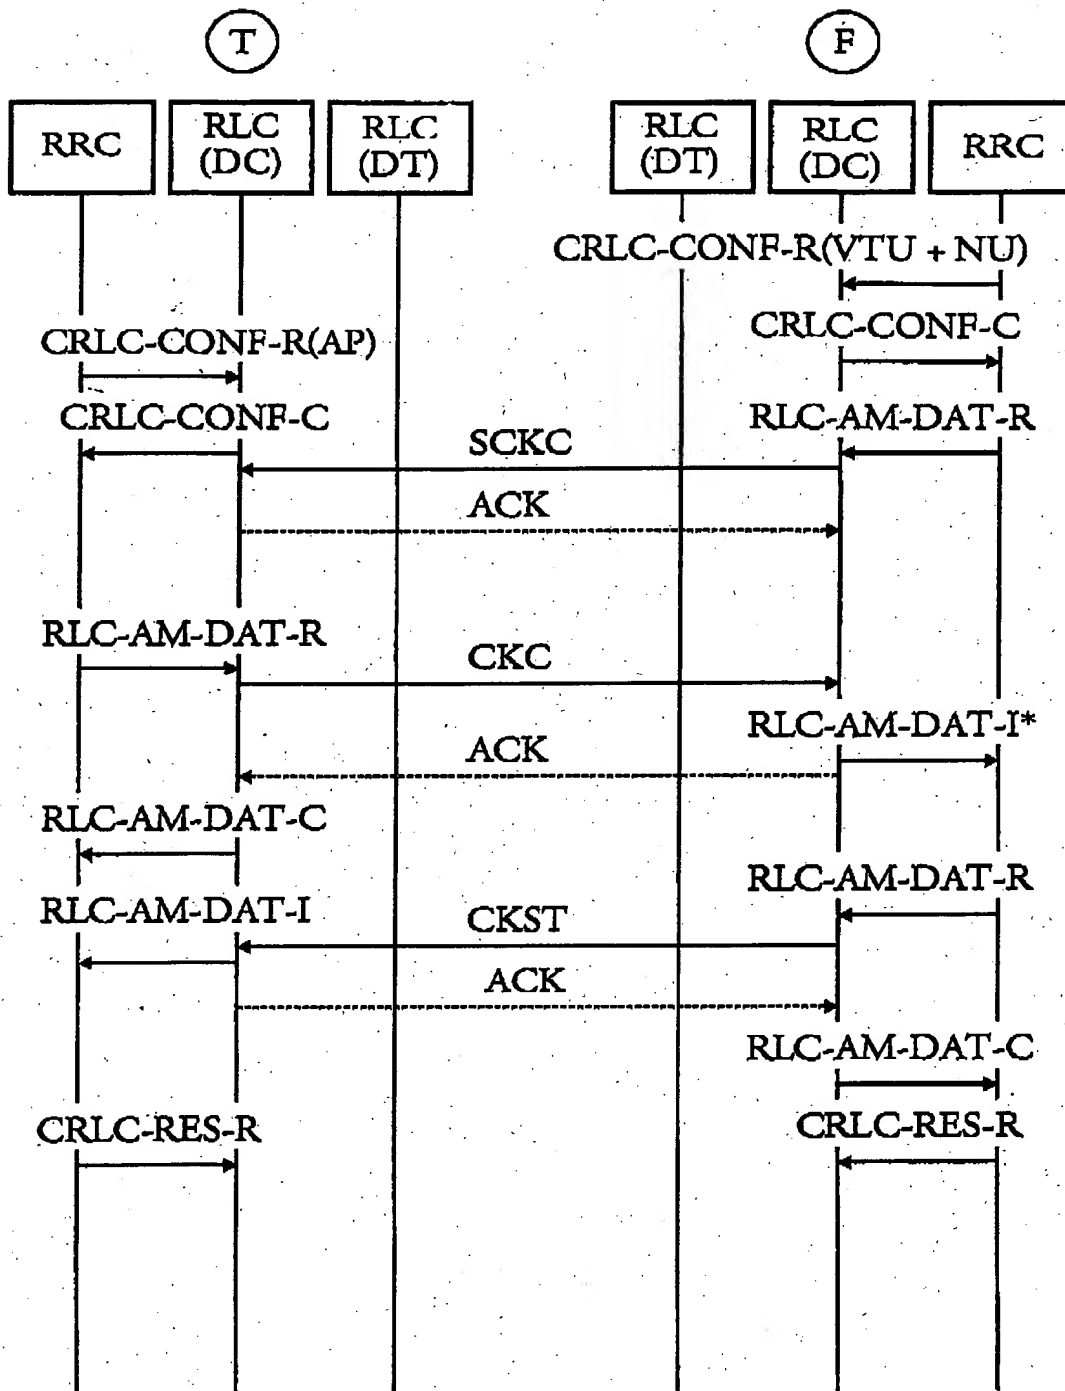 T
F
RRC
RLC
(DC)
RLC
(DT)
RLC
(DT)
RLC
(DC)
RRC
CRLC-CONF-R(VTU + NU)
CRLC-CONF-C
CRLC-CONF-R(AP)
CRLC-CONF-C
RLC-AM-DAT-R
SCKC
ACK
RLC-AM-DAT-R
CKC
RLC-AM-DAT-I*
ACK
RLC-AM-DAT-C
RLC-AM-DAT-R
RLC-AM-DAT-I
CKST
ACK
RLC-AM-DAT-C
CRLC-RES-R
CRLC-RES-R